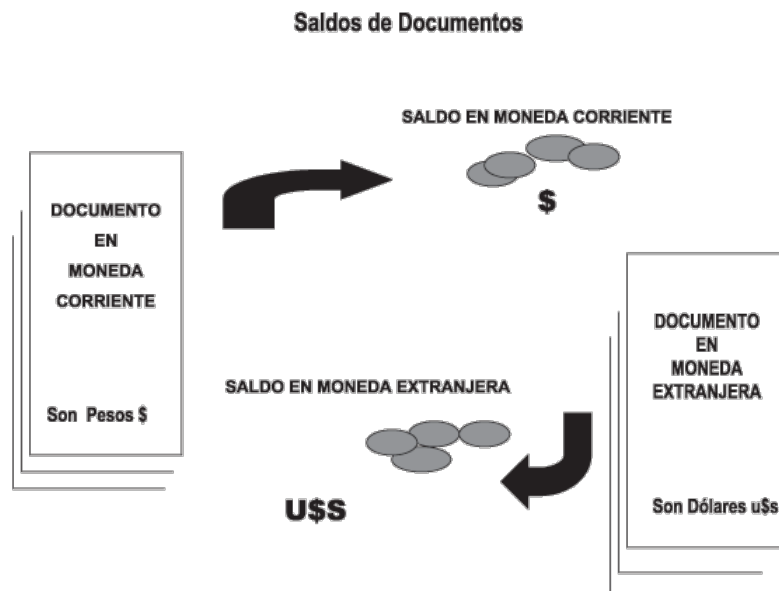 Saldos de Documentos
SALDO EN MONEDA CORRIENTE
$
DOCUMENTO
EN
MONEDA
CORRIENTE
Son Pesos $
SALDO EN MONEDA EXTRANJERA
U$S
DOCUMENTO
EN
MONEDA
EXTRANJERA
Son Dólares u$s